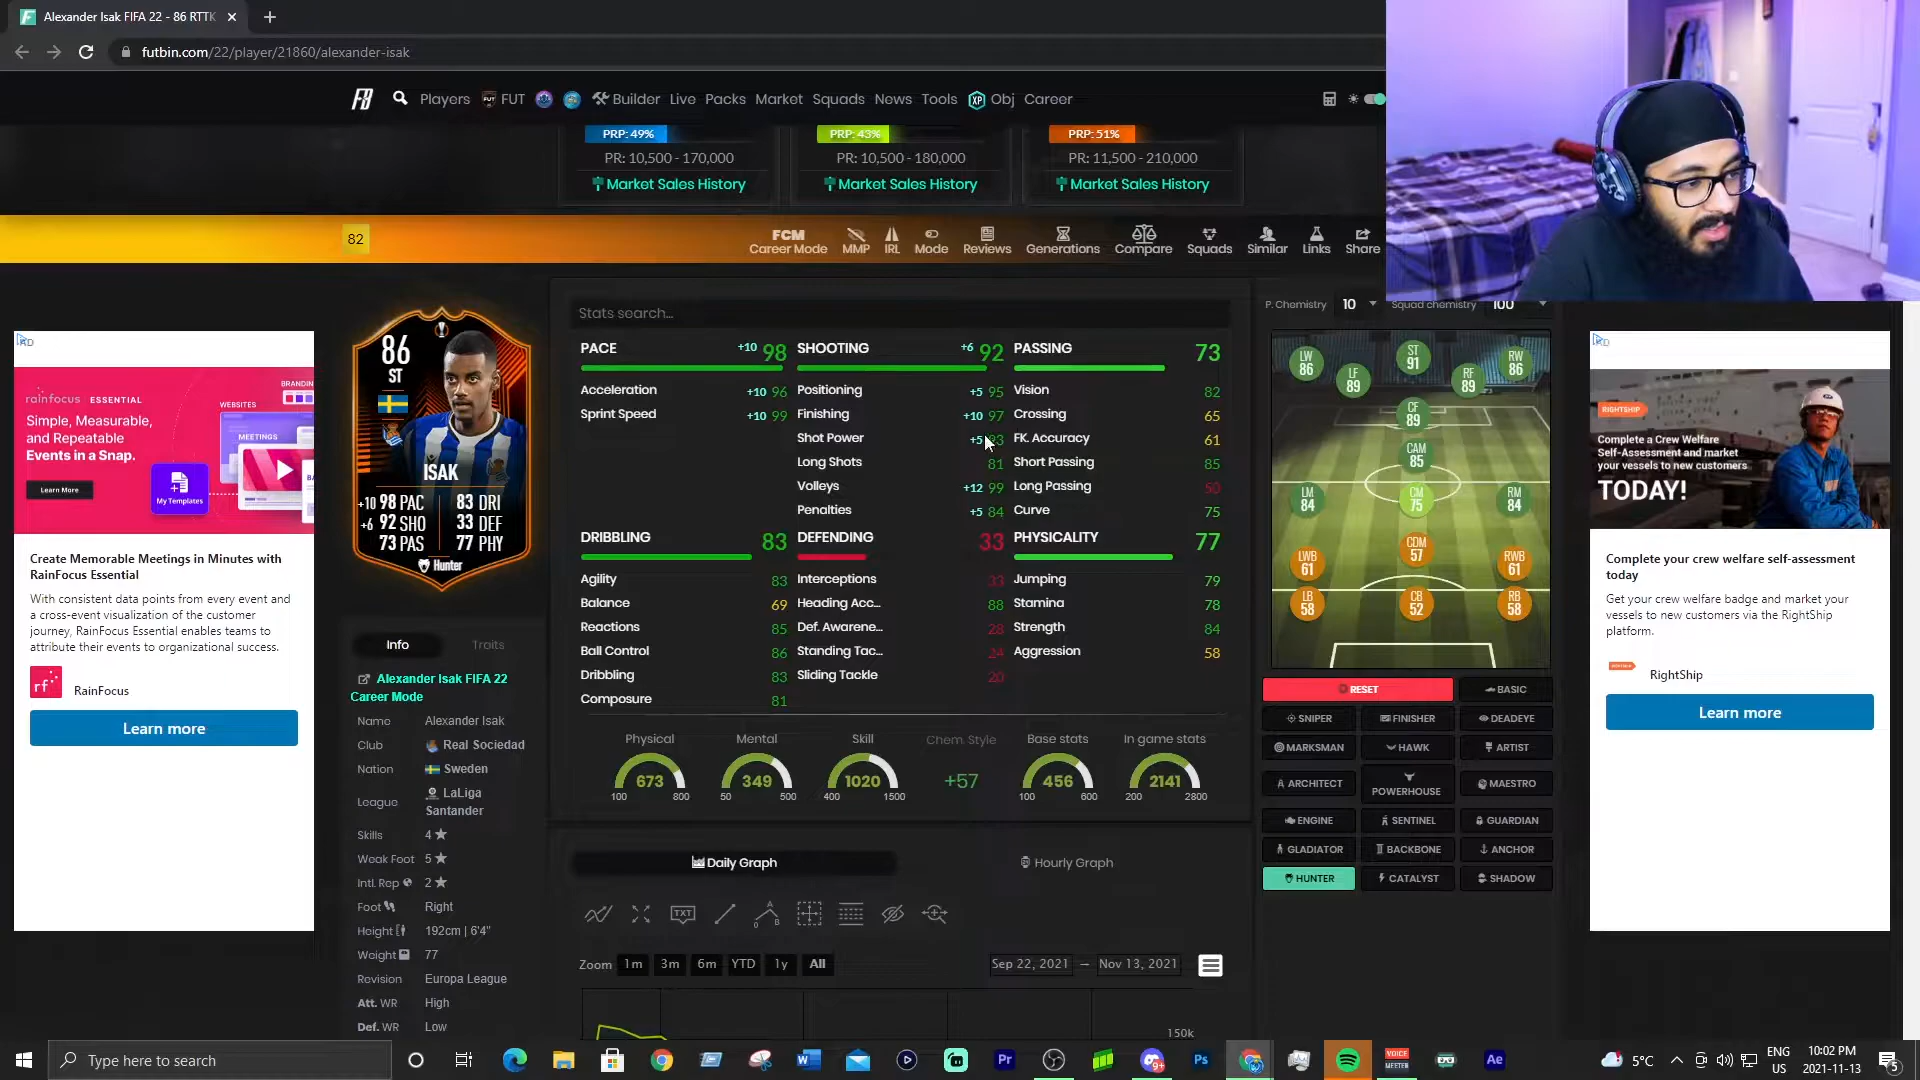 Alexander Isak FIFA 22 - 86 RTTK
futbin.com/22/player/21860/alexander-isak
Players FUT Builder Live Packs Market Squads News Tools XP Obj Career
PRP: 49% PRP: 43% PRP: 51%
PR: 10,500 - 170,000 PR: 10,500 - 180,000 PR: 11,500 - 210,000
Market Sales History Market Sales History Market Sales History
82
FCM
Career Mode MMP IRL Mode Reviews Generations Compare Squads Similar Links Share
AD
rainfocus ESSENTIAL
Simple, Measurable,
and Repeatable
Events in a Snap.
Learn More
BRANDIN
WEBSITES
My Templates
Create Memorable Meetings in Minutes with
RainFocus Essential
With consistent data points from every event and
a cross-event visualization of the customer
journey, RainFocus Essential enables teams to
attribute their events to organizational success.
rf
RainFocus
Learn more
86
ST
ISAK
+10 98 PAC 83 DRI
+6 92 SHO 33 DEF
73 PAS 77 PHY
Hunter
Info Traits
Alexander Isak FIFA 22
Career Mode
Name Alexander Isak
Club Real Sociedad
Nation Sweden
League LaLiga
Santander
Skills 4
Weak Foot 5
Intl. Rep 2
Foot Right
Height 192cm | 6'4"
Weight 77
Revision Europa League
Att. WR High
Def. WR Low
Stats search...
PACE +10 98
Acceleration +10 96
Sprint Speed +10 99
SHOOTING +6 92
Positioning +5 95
Finishing +10 97
Shot Power +5
Long Shots 81
Volleys +12 99
Penalties +5 84
PASSING 73
Vision 82
Crossing 65
FK. Accuracy 61
Short Passing 85
Long Passing 50
Curve 75
DRIBBLING 83
Agility 83
Balance 69
Reactions 85
Ball Control 86
Dribbling 83
Composure 81
DEFENDING 33
Interceptions 33
Heading Acc... 88
Def. Awarene... 28
Standing Tac... 24
Sliding Tackle 20
PHYSICALITY 77
Jumping 79
Stamina 78
Strength 84
Aggression 58
Physical Mental Skill Chem. Style Base stats In game stats
673 349 1020 +57 456 2141
100 800 50 500 400 1500 100 600 200 2800
Daily Graph Hourly Graph
TXT
Zoom 1m 3m 6m YTD 1y All Sep 22, 2021 → Nov 13, 2021
150k
P. Chemistry 10 Squad chemistry 100
LW
86
LF
89
ST
91
RF
89
RW
86
CF
89
CAM
85
LM
84
CM
75
RM
84
LWB
61
CDM
57
RWB
61
LB
58
CB
52
RB
58
RESET BASIC
SNIPER FINISHER DEADEYE
MARKSMAN HAWK ARTIST
ARCHITECT POWERHOUSE MAESTRO
ENGINE SENTINEL GUARDIAN
GLADIATOR BACKBONE ANCHOR
HUNTER CATALYST SHADOW
RIGHTSHIP
Complete a Crew Welfare
Self-Assessment and market
your vessels to new customers
TODAY!
Complete your crew welfare self-assessment
today
Get your crew welfare badge and market your
vessels to new customers via the RightShip
platform.
RightShip
Learn more
Type here to search
Pr
Ps
9+
VOICE
MEETER
Ae
5°C
ENG
US
10:02 PM
2021-11-13
5